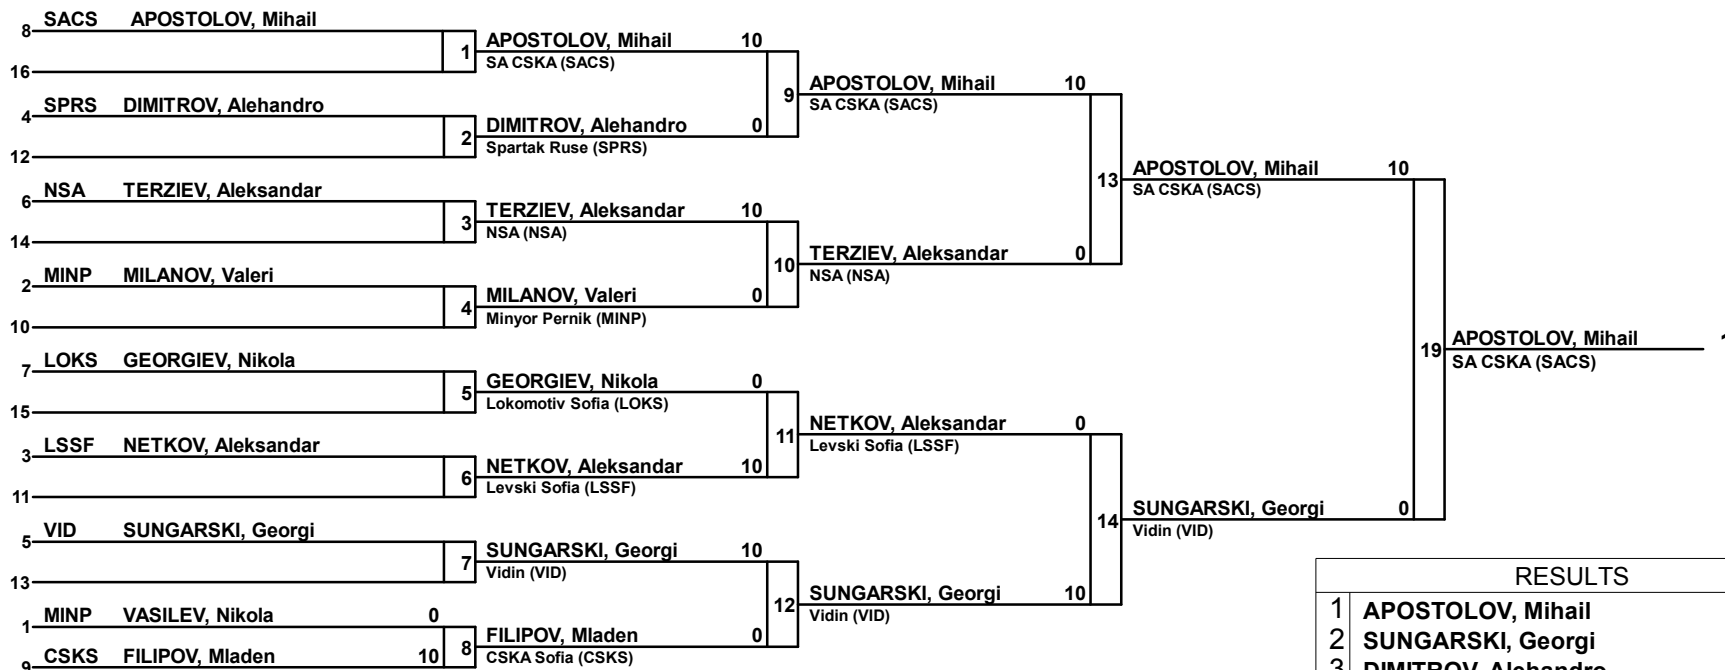 SACS APOSTOLOV, Mihail
8
1 APOSTOLOV, Mihail 10
SA CSKA (SACS)
16
9 APOSTOLOV, Mihail 10
SA CSKA (SACS)
SPRS DIMITROV, Alehandro
4
2 DIMITROV, Alehandro 0
Spartak Ruse (SPRS)
12
13 APOSTOLOV, Mihail 10
SA CSKA (SACS)
NSA TERZIEV, Aleksandar
6
3 TERZIEV, Aleksandar 10
NSA (NSA)
14
10 TERZIEV, Aleksandar 0
NSA (NSA)
MINP MILANOV, Valeri
2
4 MILANOV, Valeri 0
Minyor Pernik (MINP)
10
19 APOSTOLOV, Mihail
SA CSKA (SACS)
LOKS GEORGIEV, Nikola
7
5 GEORGIEV, Nikola 0
Lokomotiv Sofia (LOKS)
15
11 NETKOV, Aleksandar 0
Levski Sofia (LSSF)
LSSF NETKOV, Aleksandar
3
6 NETKOV, Aleksandar 10
Levski Sofia (LSSF)
11
14 SUNGARSKI, Georgi 0
Vidin (VID)
VID SUNGARSKI, Georgi
5
7 SUNGARSKI, Georgi 10
Vidin (VID)
13
12 SUNGARSKI, Georgi 10
Vidin (VID)
MINP VASILEV, Nikola 0
1
8 FILIPOV, Mladen 0
CSKA Sofia (CSKS)
CSKS FILIPOV, Mladen 10
9
RESULTS
1 APOSTOLOV, Mihail
2 SUNGARSKI, Georgi
3 DIMITROV, Alehandro